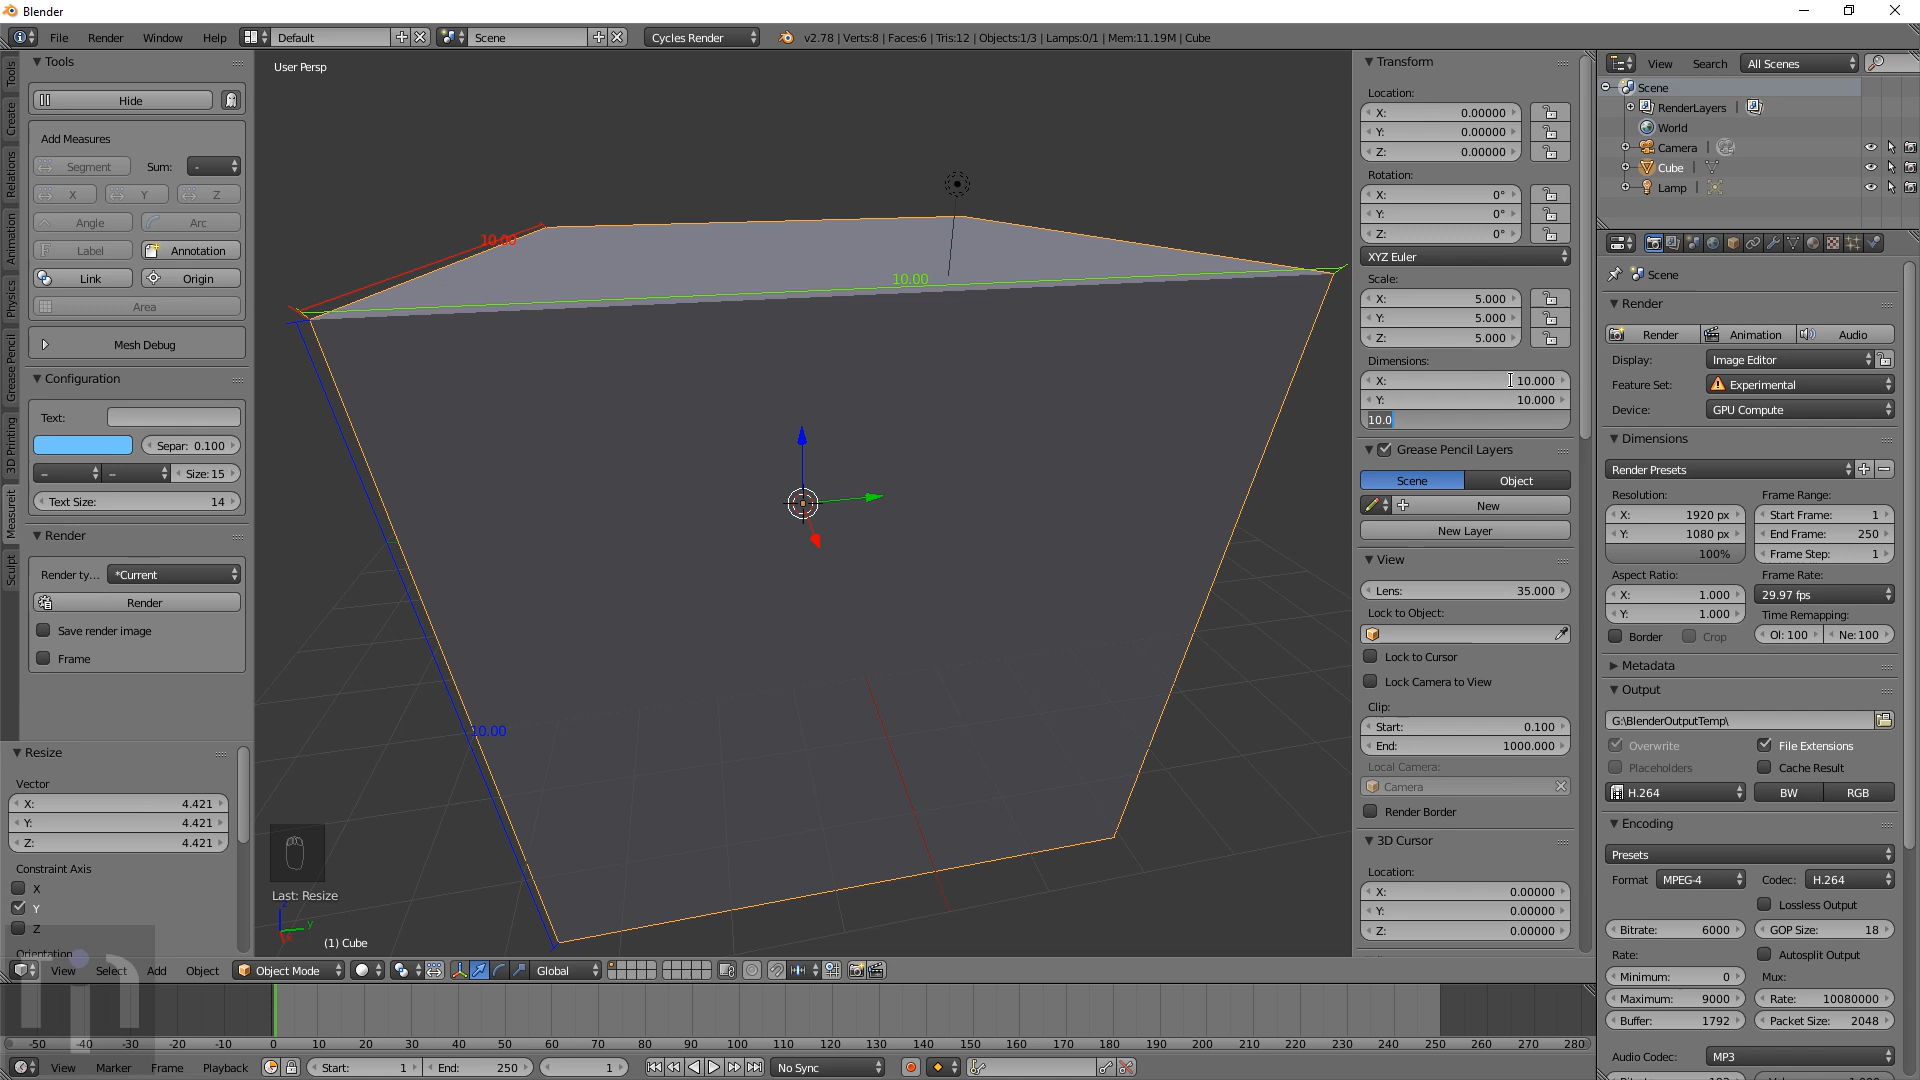 Blender
File Render Window Help Default Scene Cycles Render v2.78 | Verts:8 | Faces:6 | Tris:12 | Objects:1/3 | Lamps:0/1 | Mem:11.19M | Cube
Tools
Create
Relations
Animation
Physics
Grease Pencil
3D Printing
Measureit
Sculpt
Tools
Hide
Add Measures
Segment Sum: -
X Y Z
Angle Arc
Label Annotation
Link Origin
Area
Mesh Debug
Configuration
Text:
Separ: 0.100
-- -- Size: 15
Text Size: 14
Render
Render ty... *Current
Render
Save render image
Frame
Resize
Vector
X: 4.421
Y: 4.421
Z: 4.421
Constraint Axis
X
Y
Z
Orientation
User Persp
10.00
10.00
10.00
Last: Resize
z
y
(1) Cube
View Select Add Object Object Mode Global
Transform
Location:
X: 0.00000
Y: 0.00000
Z: 0.00000
Rotation:
X: 0°
Y: 0°
Z: 0°
XYZ Euler
Scale:
X: 5.000
Y: 5.000
Z: 5.000
Dimensions:
X: 10.000
Y: 10.000
10.0
Grease Pencil Layers
Scene Object
New
New Layer
View
Lens: 35.000
Lock to Object:
Lock to Cursor
Lock Camera to View
Clip:
Start: 0.100
End: 1000.000
Local Camera:
Camera
Render Border
3D Cursor
Location:
X: 0.00000
Y: 0.00000
Z: 0.00000
View Search All Scenes
Scene
RenderLayers |
World
Camera
Cube
Lamp
Scene
Render
Render Animation Audio
Display: Image Editor
Feature Set: Experimental
Device: GPU Compute
Dimensions
Render Presets
Resolution: Frame Range:
X: 1920 px Start Frame: 1
Y: 1080 px End Frame: 250
100% Frame Step: 1
Aspect Ratio: Frame Rate:
X: 1.000 29.97 fps
Y: 1.000 Time Remapping:
Border Crop Ol: 100 Ne: 100
Metadata
Output
G:\BlenderOutputTemp\
Overwrite File Extensions
Placeholders Cache Result
H.264 BW RGB
Encoding
Presets
Format MPEG-4 Codec: H.264
Lossless Output
Bitrate: 6000 GOP Size: 18
Rate: Autosplit Output
Minimum: 0 Mux:
Maximum: 9000 Rate: 10080000
Buffer: 1792 Packet Size: 2048
Audio Codec: MP3
-50 -40 -30 -20 -10 0 10 20 30 40 50 60 70 80 90 100 110 120 130 140 150 160 170 180 190 200 210 220 230 240 250 260 270 280
View Marker Frame Playback Start: 1 End: 250 1 No Sync